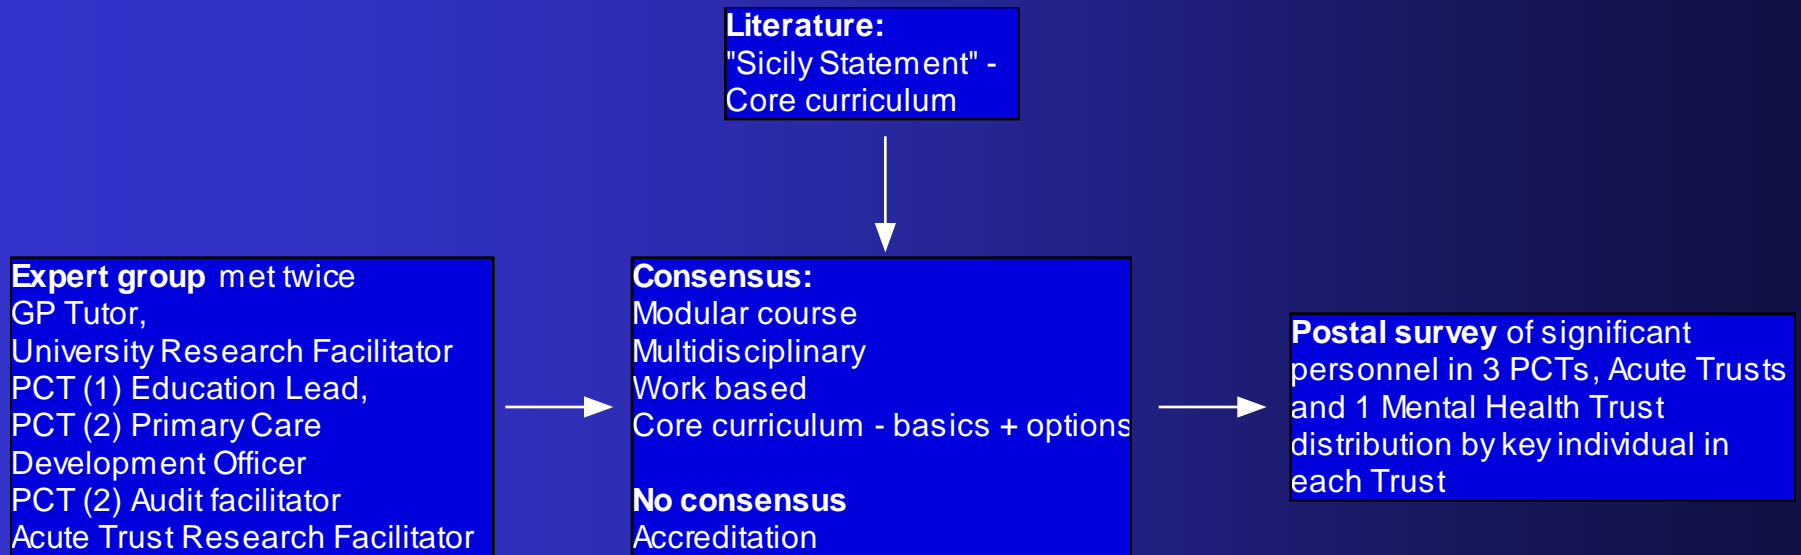 Literature:
"Sicily Statement" -
Core curriculum
Expert group met twice
GP Tutor,
University Research Facilitator
PCT (1) Education Lead,
PCT (2) Primary Care
Development Officer
PCT (2) Audit facilitator
Acute Trust Research Facilitator
Consensus:
Modular course
Multidisciplinary
Work based
Core curriculum - basics + options
No consensus
Accreditation
Postal survey of significant
personnel in 3 PCTs, Acute Trusts
and 1 Mental Health Trust
distribution by key individual in
each Trust